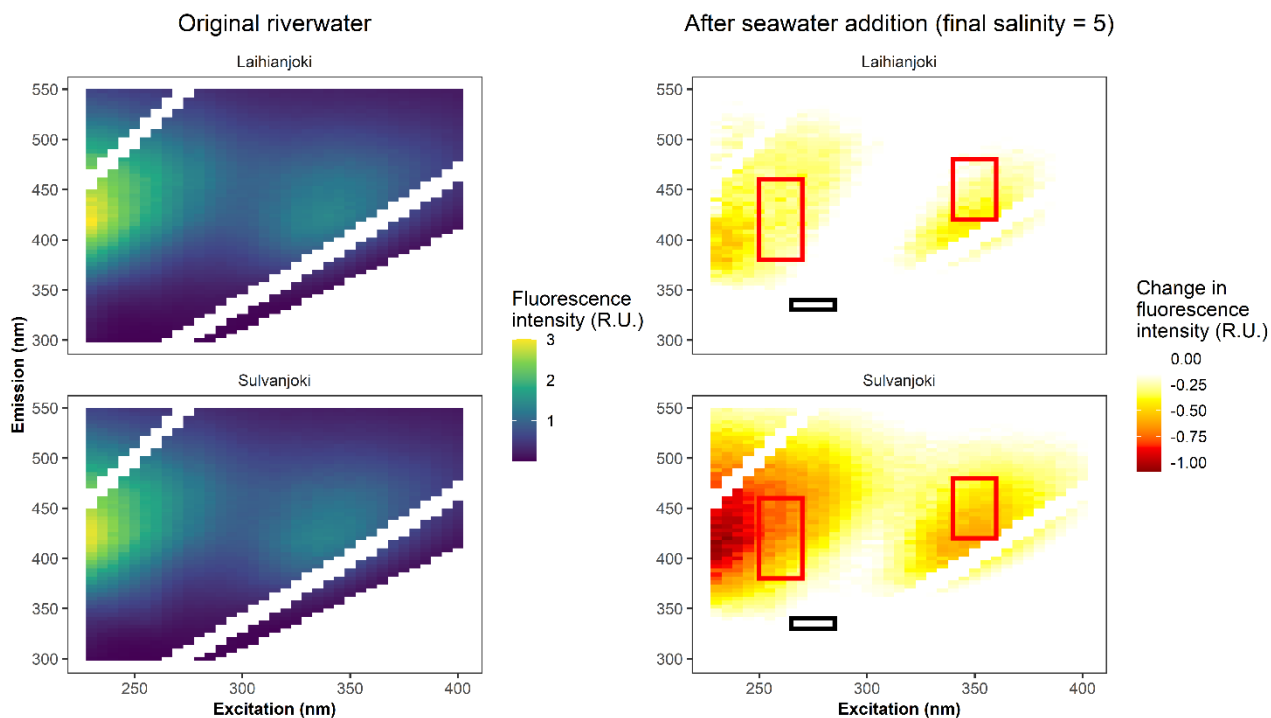 Original riverwater
After seawater addition (final salinity = 5)
Laihianjoki
Laihianjoki
550
500
450
400
350
300
550
500
450
400
350
300
Fluorescence
intensity (R.U.)
3
2
1
Change in
fluorescence
intensity (R.U.)
0.00
-0.25
-0.50
-0.75
-1.00
Emission (nm)
Sulvanjoki
Sulvanjoki
550
500
450
400
350
300
550
500
450
400
350
300
250
300
350
400
250
300
350
400
Excitation (nm)
Excitation (nm)